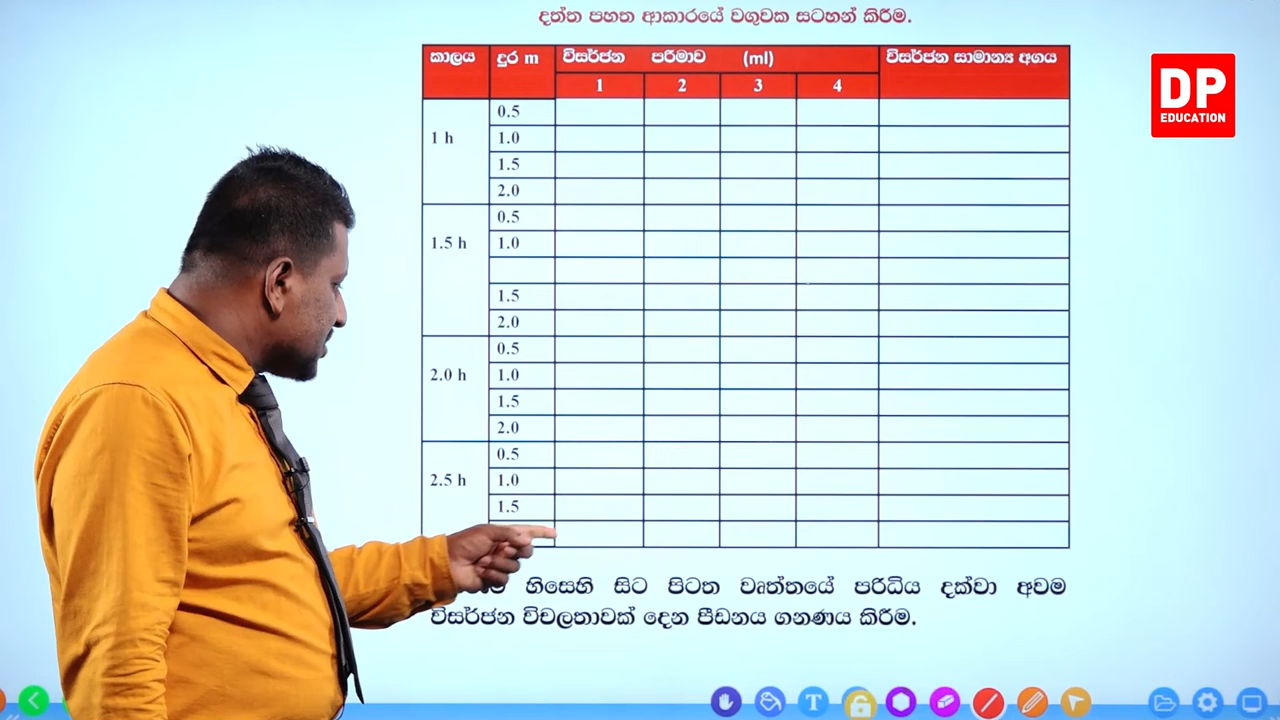 දත්ත පහත ආකාරයේ වගුවක සටහන් කිරීම.
කාලය දුර m විසර්ජන පරිමාව (ml) විසර්ජන සාමාන්‍ය අගය
1 2 3 4
DP
EDUCATION
0.5
1 h 1.0
1.5
2.0
0.5
1.5 h 1.0
1.5
2.0
0.5
2.0 h 1.0
1.5
2.0
0.5
2.5 h 1.0
1.5
හිසෙහි සිට පිටත වෘත්තයේ පරිධිය දක්වා අවම
විසර්ජන විචලතාවක් දෙන පීඩනය ගනණය කිරීම.
T